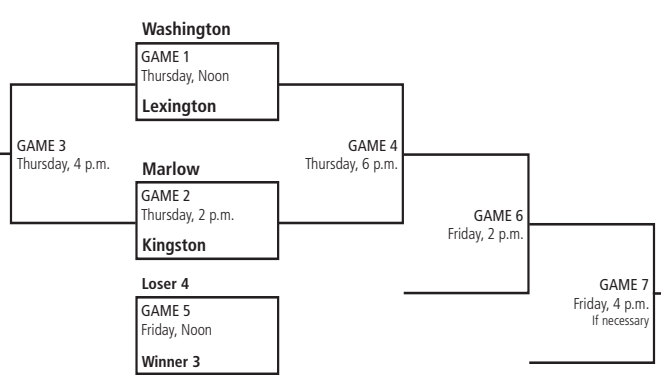 Washington
GAME 1
Thursday, Noon
Lexington
GAME 3
Thursday, 4 p.m.
GAME 4
Thursday, 6 p.m.
Marlow
GAME 2
Thursday, 2 p.m.
Kingston
GAME 6
Friday, 2 p.m.
Loser 4
GAME 5
Friday, Noon
Winner 3
GAME 7
Friday, 4 p.m.
If necessary